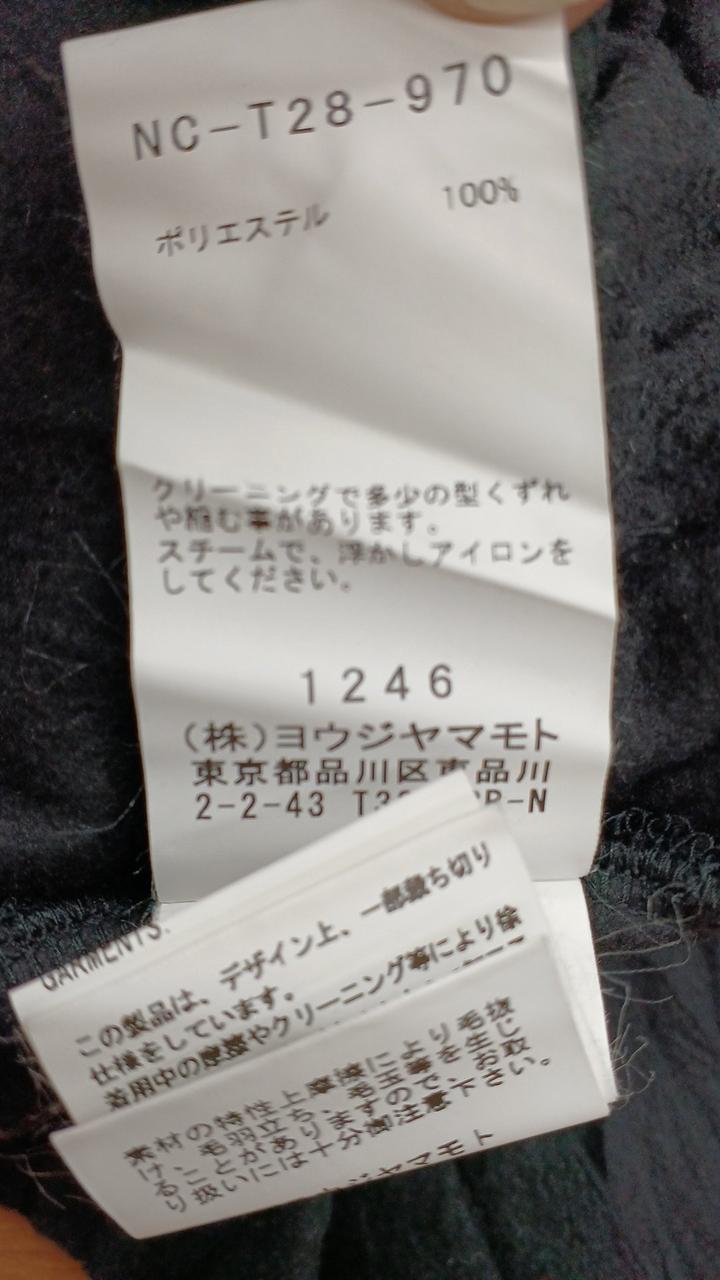 NC-T28-970
ポリエステル 100%
クリーニングで多少の型くずれ
や縮む事があります。
スチームで、浮かしアイロンを
してください。
1246
(株)ヨウジヤマモト
東京都品川区東品川
2-2-43 -N
GARMENTS.
この製品は、デザイン上、一部裁ち切り
仕様をしています。
着用中の摩擦やクリーニング等により
素材の特性上摩擦により毛抜
け、毛羽立ち、毛玉等を生じ
ることがありますので、お取
り扱いには十分御注意下さい。
ウジヤマモト